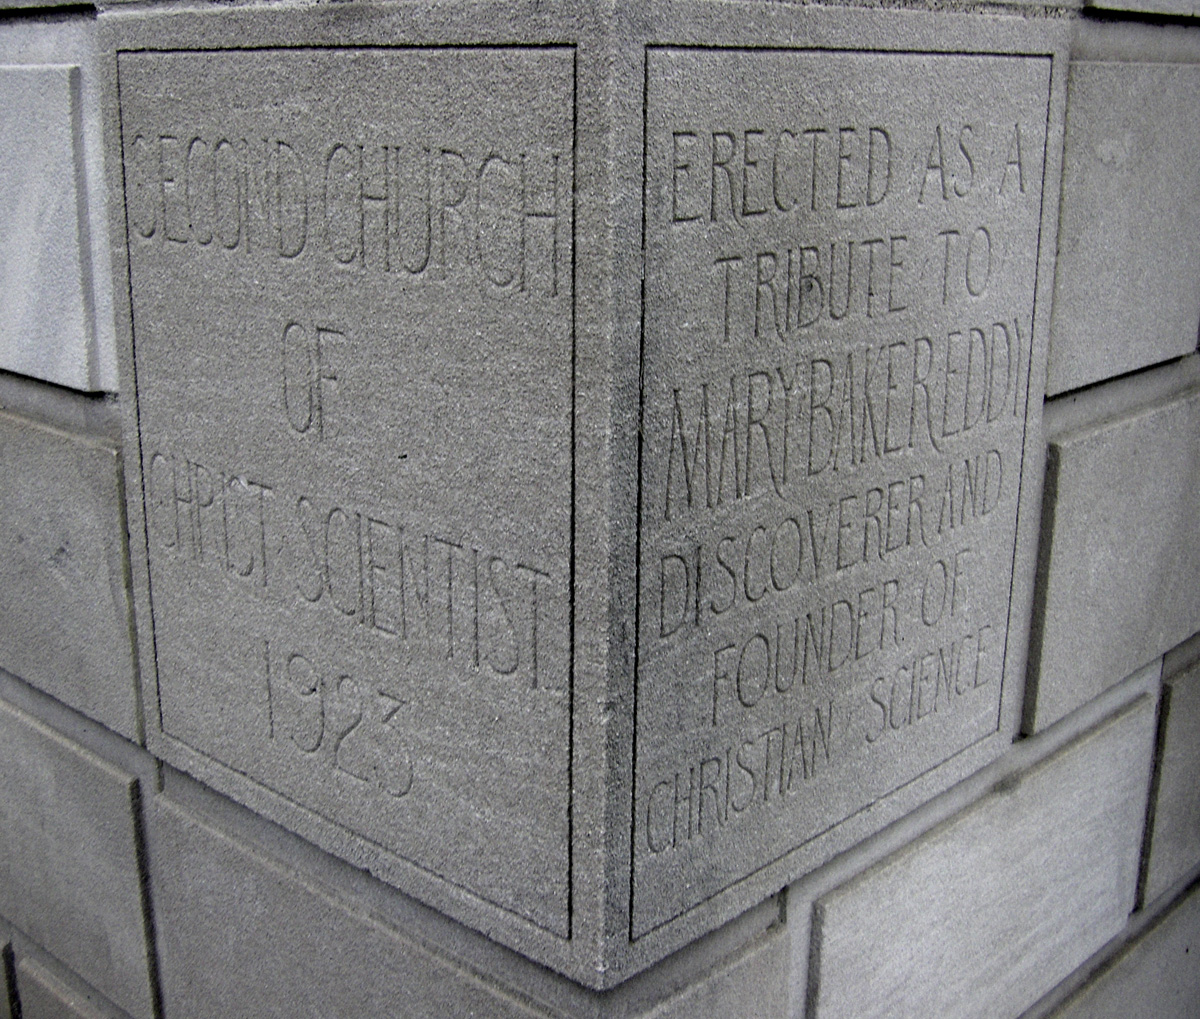 SECOND CHURCH
OF
CHRIST SCIENTIST
1923
ERECTED AS A
TRIBUTE TO
MARY BAKER EDDY
DISCOVERER AND
FOUNDER OF
CHRISTIAN SCIENCE